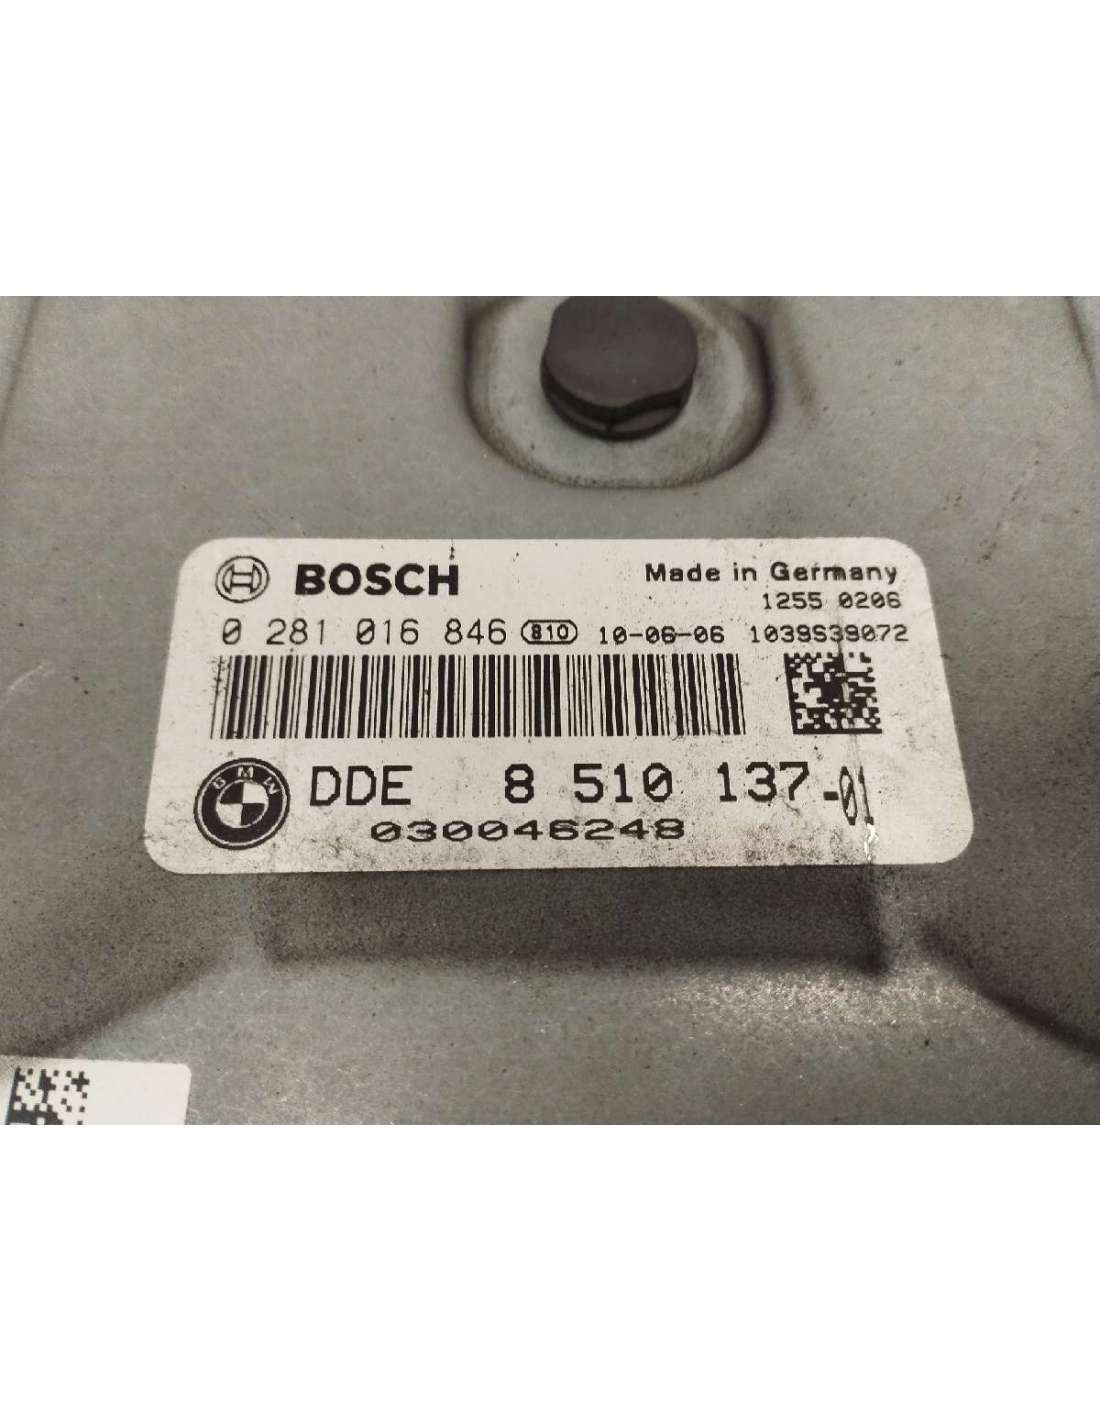 BOSCH Made in Germany
1255 0206
0 281 016 846 810 10-06-06 1039S39072
BMW DDE 8 510 137-01
030046248